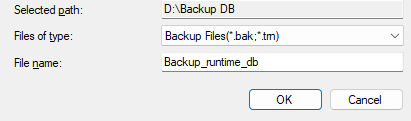 Selected path: D:\Backup DB
Files of type: Backup Files(*.bak;*.trn)
File name: Backup_runtime_db
OK Cancel